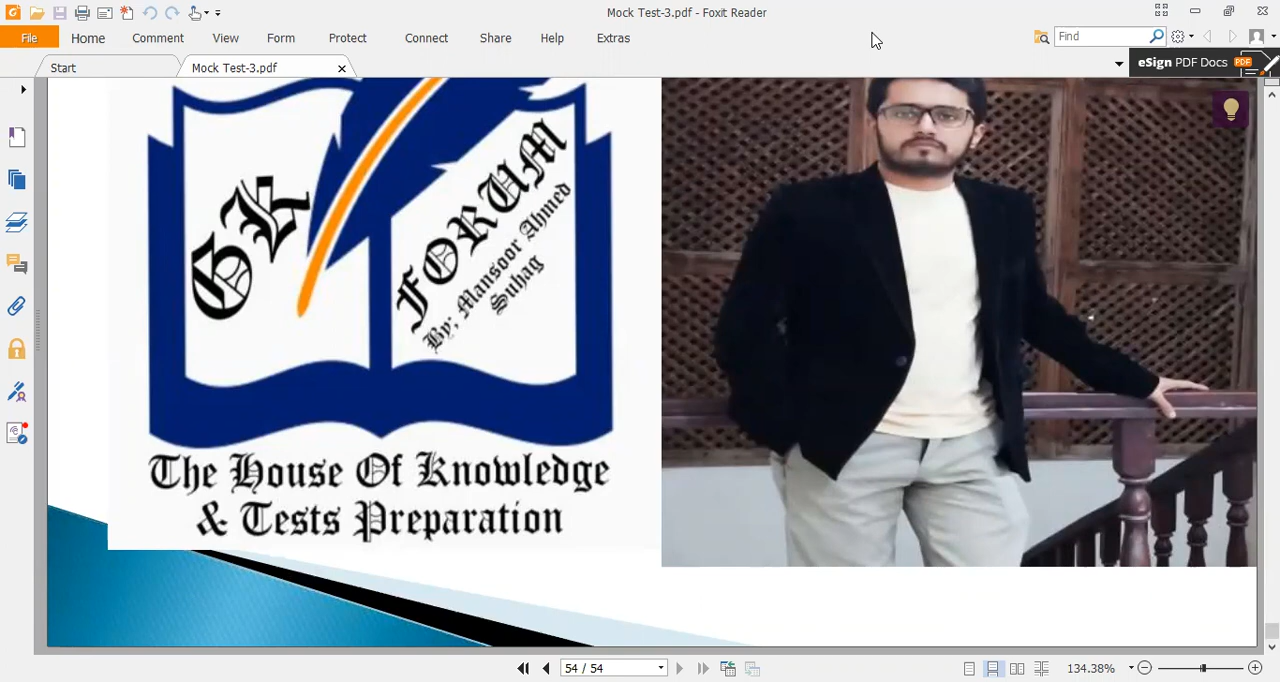 Mock Test-3.pdf - Foxit Reader
File Home Comment View Form Protect Connect Share Help Extras Find
Start Mock Test-3.pdf eSign PDF Docs PDF
GK FORUM
By; Mansoor Ahmed
Suhag
The House Of Knowledge
& Tests Preparation
54 / 54 134.38%